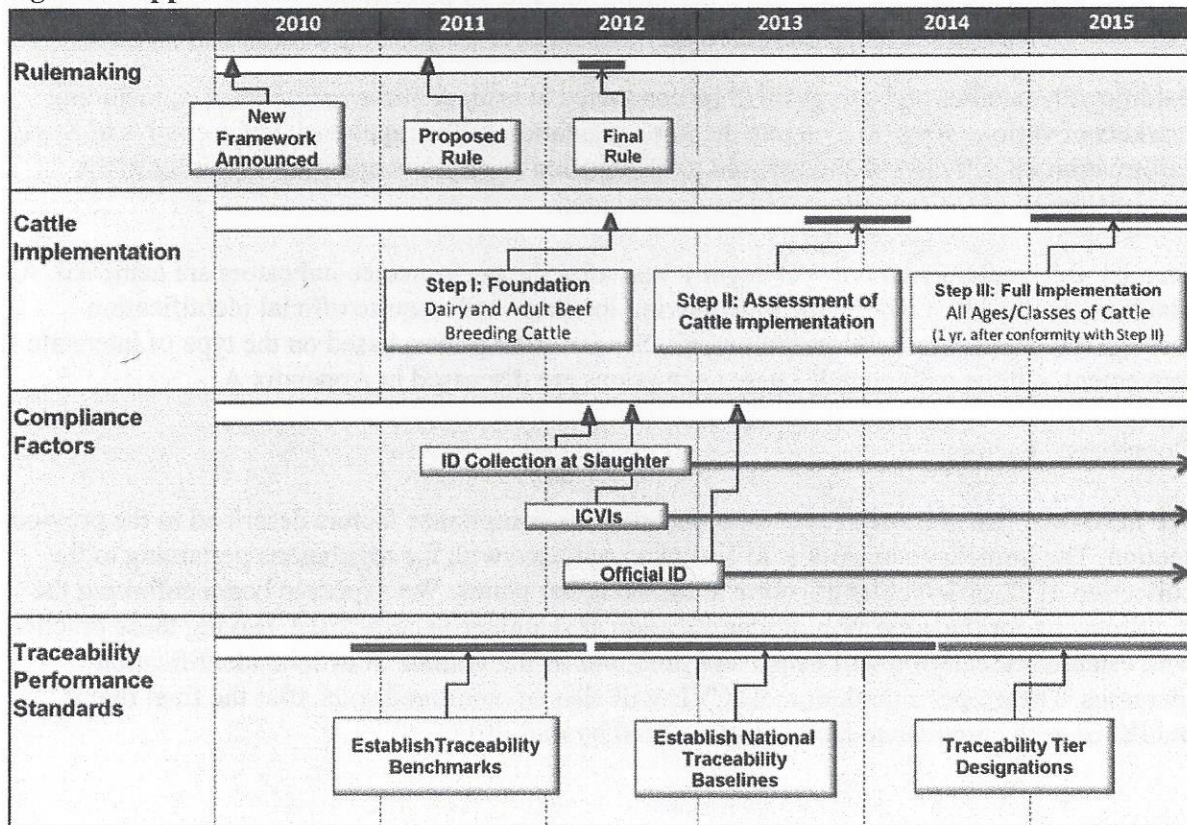 2010 2011 2012 2013 2014 2015
Rulemaking
New
Framework
Announced
Proposed
Rule
Final
Rule
Cattle
Implementation
Step I: Foundation
Dairy and Adult Beef
Breeding Cattle
Step II: Assessment of
Cattle Implementation
Step III: Full Implementation
All Ages/Classes of Cattle
(1 yr. after conformity with Step II)
Compliance
Factors
ID Collection at Slaughter
ICVIs
Official ID
Traceability
Performance
Standards
Establish Traceability
Benchmarks
Establish National
Traceability
Baselines
Traceability Tier
Designations